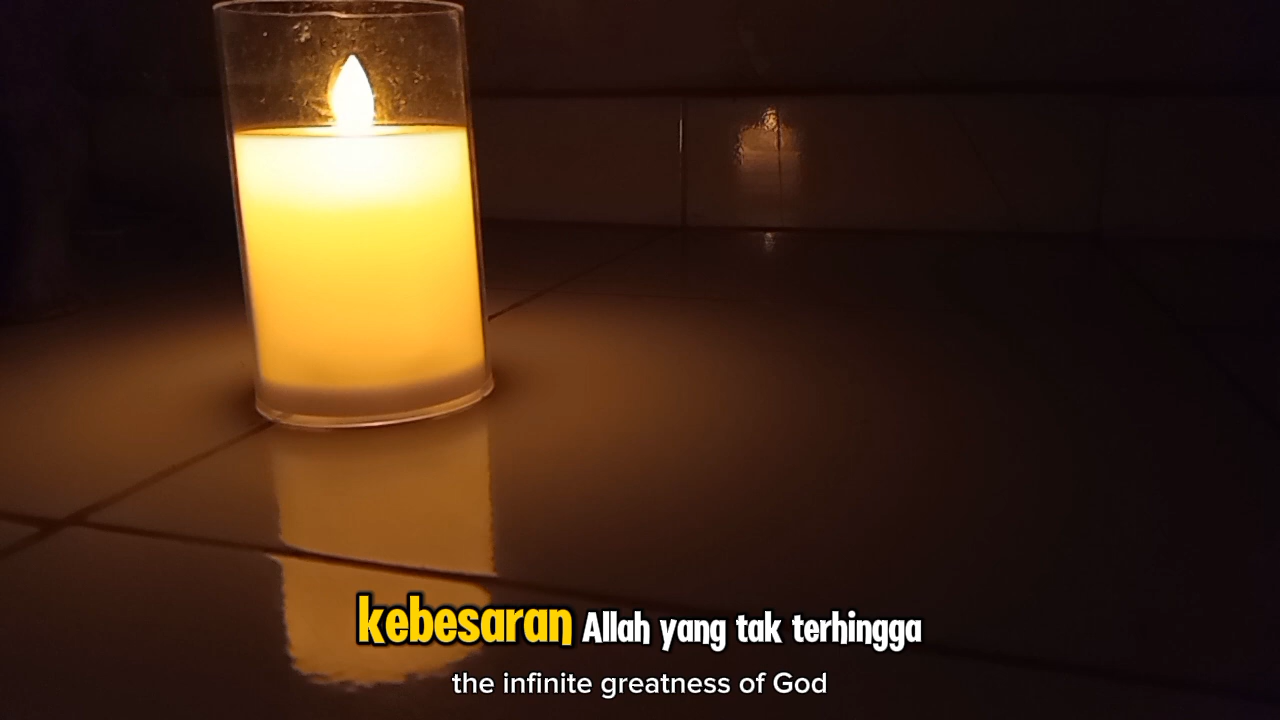 kebesaran Allah yang tak terhingga
the infinite greatness of God